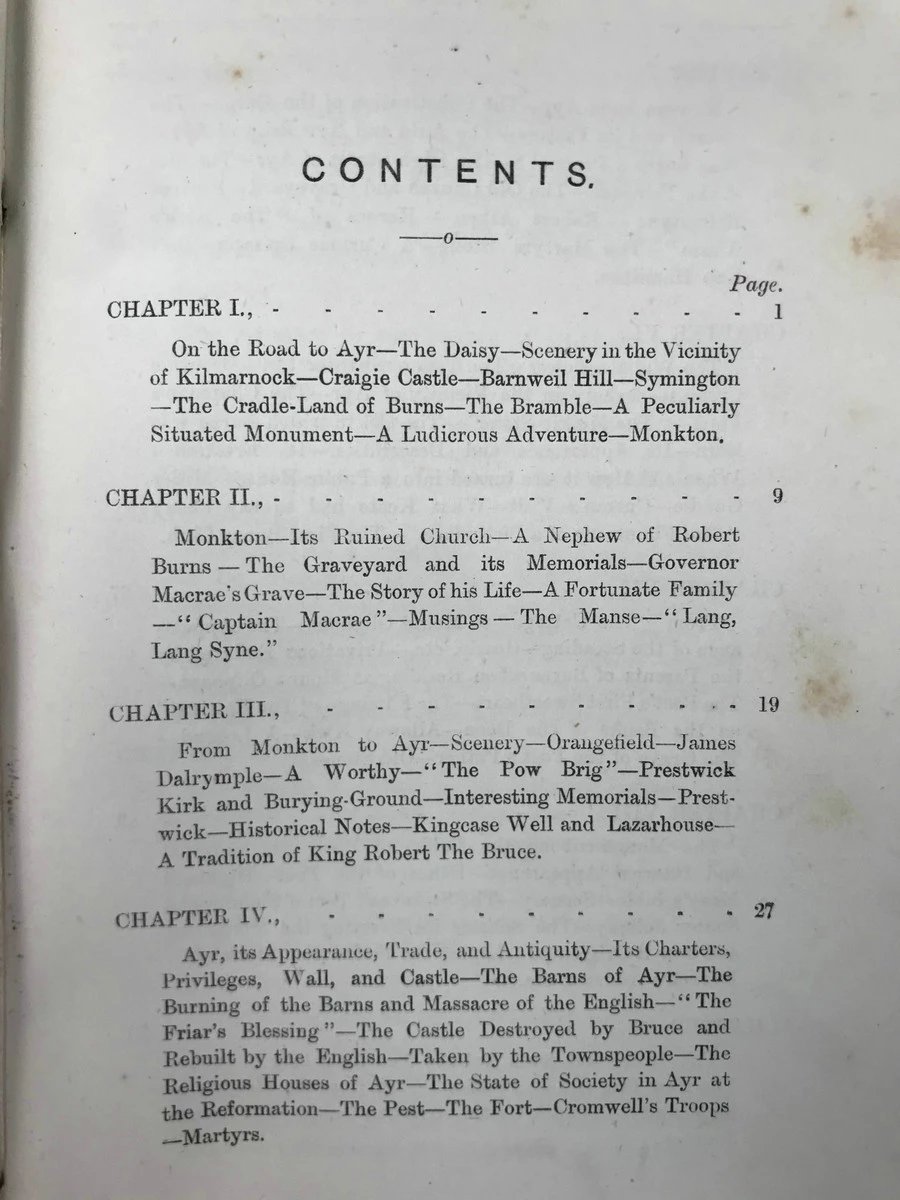 CONTENTS.
——o——
Page.
CHAPTER I., - - - - - - - - - - 1
On the Road to Ayr—The Daisy—Scenery in the Vicinity
of Kilmarnock—Craigie Castle—Barnweil Hill—Symington
—The Cradle-Land of Burns—The Bramble—A Peculiarly
Situated Monument—A Ludicrous Adventure—Monkton.
CHAPTER II., - - - - - - - - - - 9
Monkton—Its Ruined Church—A Nephew of Robert
Burns — The Graveyard and its Memorials—Governor
Macrae's Grave—The Story of his Life—A Fortunate Family
—“ Captain Macrae ”—Musings — The Manse—“ Lang,
Lang Syne.”
CHAPTER III., - - - - - - - - - - 19
From Monkton to Ayr—Scenery—Orangefield—James
Dalrymple—A Worthy—“ The Pow Brig ”—Prestwick
Kirk and Burying-Ground—Interesting Memorials—Prest-
wick—Historical Notes—Kingcase Well and Lazarhouse—
A Tradition of King Robert The Bruce.
CHAPTER IV., - - - - - - - - - 27
Ayr, its Appearance, Trade, and Antiquity—Its Charters,
Privileges, Wall, and Castle—The Barns of Ayr—The
Burning of the Barns and Massacre of the English—“ The
Friar's Blessing ”—The Castle Destroyed by Bruce and
Rebuilt by the English—Taken by the Townspeople—The
Religious Houses of Ayr—The State of Society in Ayr at
the Reformation—The Pest—The Fort—Cromwell's Troops
—Martyrs.